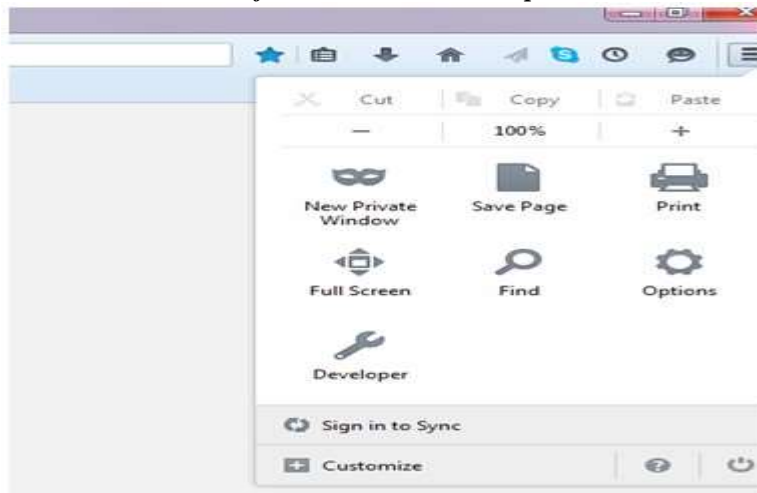 Cut Copy Paste
− 100% +
New Private Window Save Page Print
Full Screen Find Options
Developer
Sign in to Sync
Customize